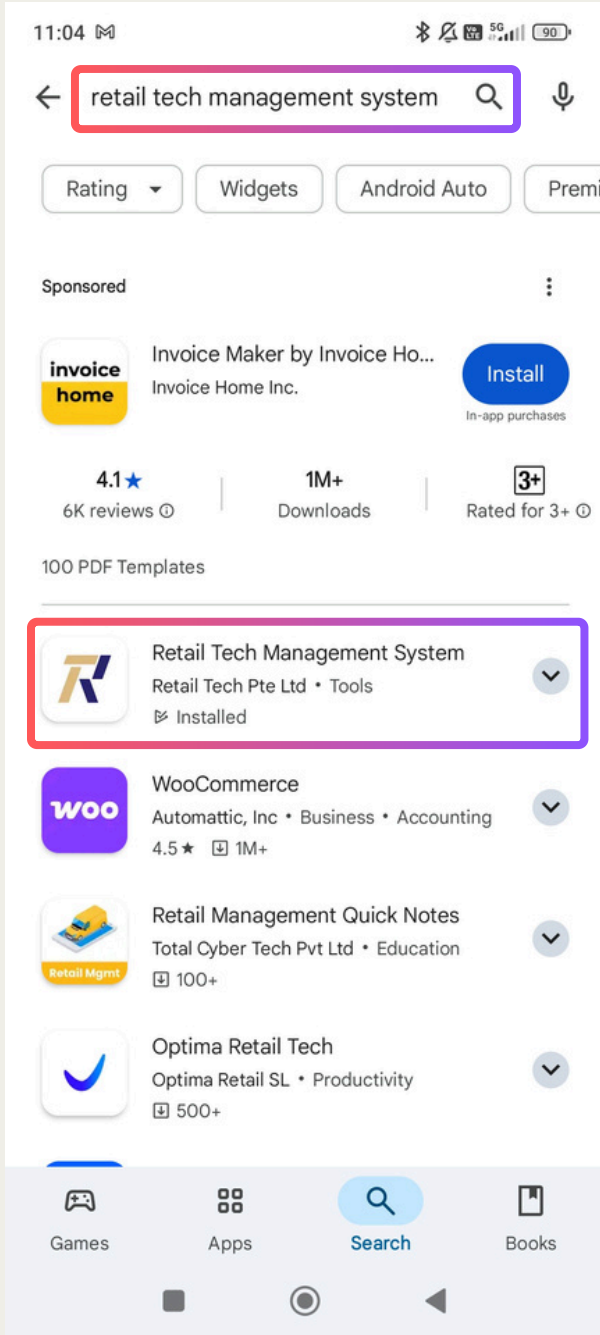 11:04
Vo LTE 5G 90
retail tech management system
Rating
Widgets
Android Auto
Premi
Sponsored
invoice home
Invoice Maker by Invoice Ho...
Invoice Home Inc.
Install
In-app purchases
4.1★
6K reviews
1M+
Downloads
3+
Rated for 3+
100 PDF Templates
Retail Tech Management System
Retail Tech Pte Ltd • Tools
Installed
woo
WooCommerce
Automattic, Inc • Business • Accounting
4.5★ 1M+
Retail Mgmt
Retail Management Quick Notes
Total Cyber Tech Pvt Ltd • Education
100+
Optima Retail Tech
Optima Retail SL • Productivity
500+
Games
Apps
Search
Books